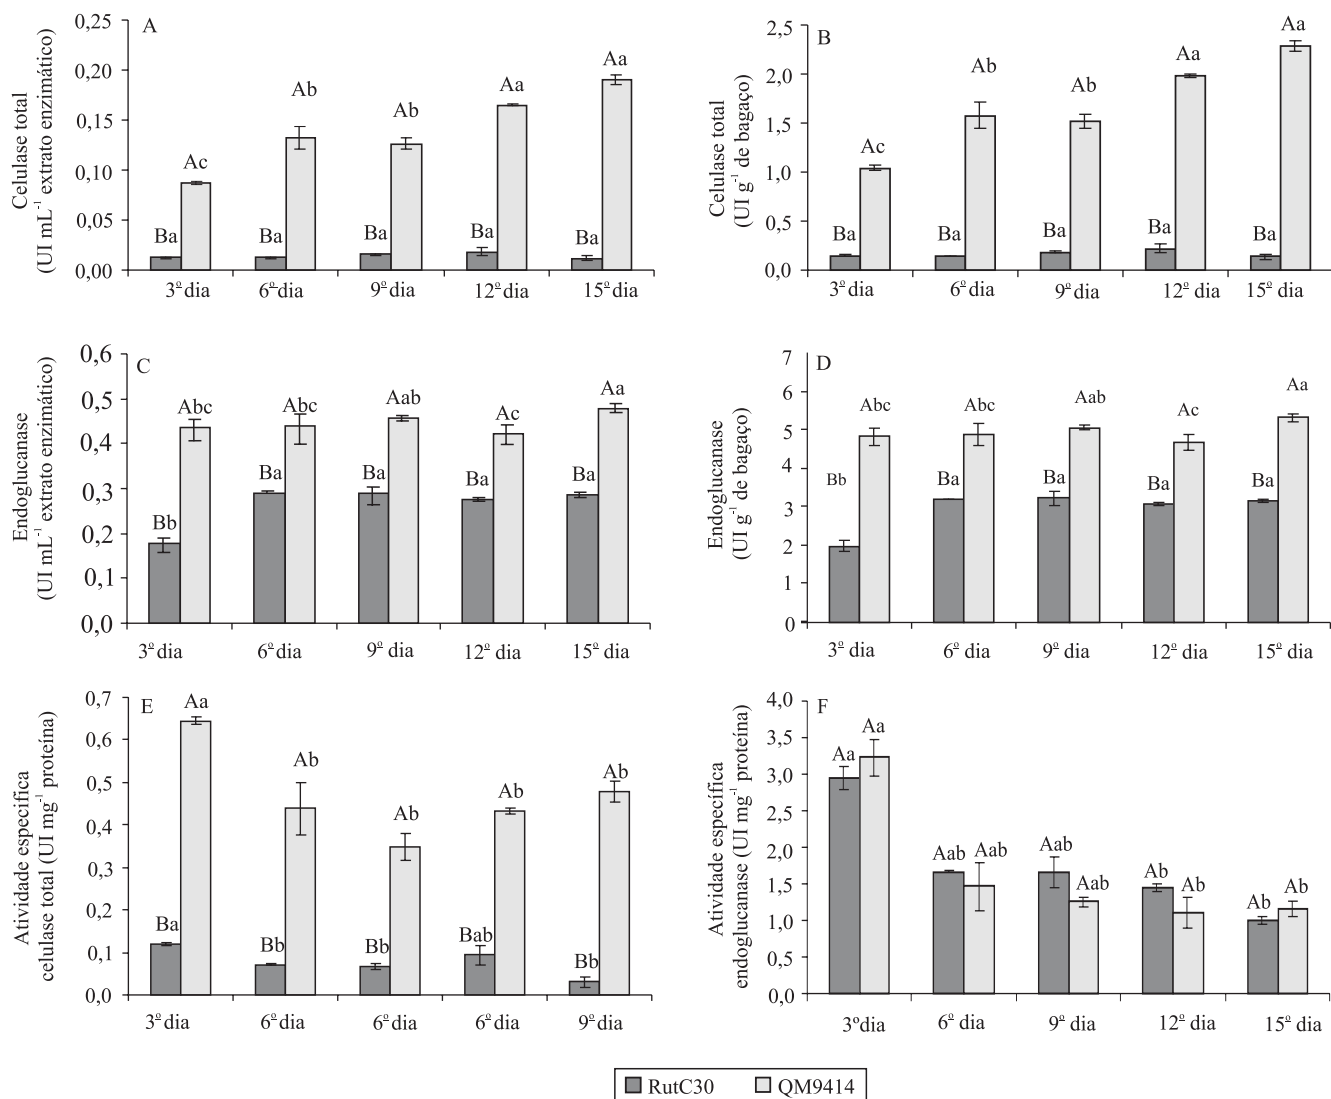 A
Celulase total
(UI mL⁻¹ extrato enzimático)
0,25
0,20
0,15
0,10
0,05
0,00
Ba Ac Ba Ab Ba Ab Ba Aa Ba Aa
3º dia 6º dia 9º dia 12º dia 15º dia
B
Celulase total
(UI g⁻¹ de bagaço)
2,5
2,0
1,5
1,0
0,5
0,0
Ba Ac Ba Ab Ba Ab Ba Aa Ba Aa
3º dia 6º dia 9º dia 12º dia 15º dia
C
Endoglucanase
(UI mL⁻¹ extrato enzimático)
0,6
0,5
0,4
0,3
0,2
0,1
0,0
Bb Abc Ba Abc Ba Aab Ba Ac Ba Aa
3º dia 6º dia 9º dia 12º dia 15º dia
D
Endoglucanase
(UI g⁻¹ de bagaço)
7
6
5
4
3
2
1
0
Bb Abc Ba Abc Ba Aab Ba Ac Ba Aa
3º dia 6º dia 9º dia 12º dia 15º dia
E
Atividade específica
celulase total (UI mg⁻¹ proteína)
0,7
0,6
0,5
0,4
0,3
0,2
0,1
0,0
Ba Aa Bb Ab Bb Ab Bab Ab Bb Ab
3º dia 6º dia 6º dia 6º dia 9º dia
F
Atividade específica
endoglucanase (UI mg⁻¹ proteína)
4,0
3,5
3,0
2,5
2,0
1,5
1,0
0,5
0,0
Aa Aa Aab Aab Aab Aab Ab Ab Ab Ab
3º dia 6º dia 9º dia 12º dia 15º dia
RutC30 QM9414